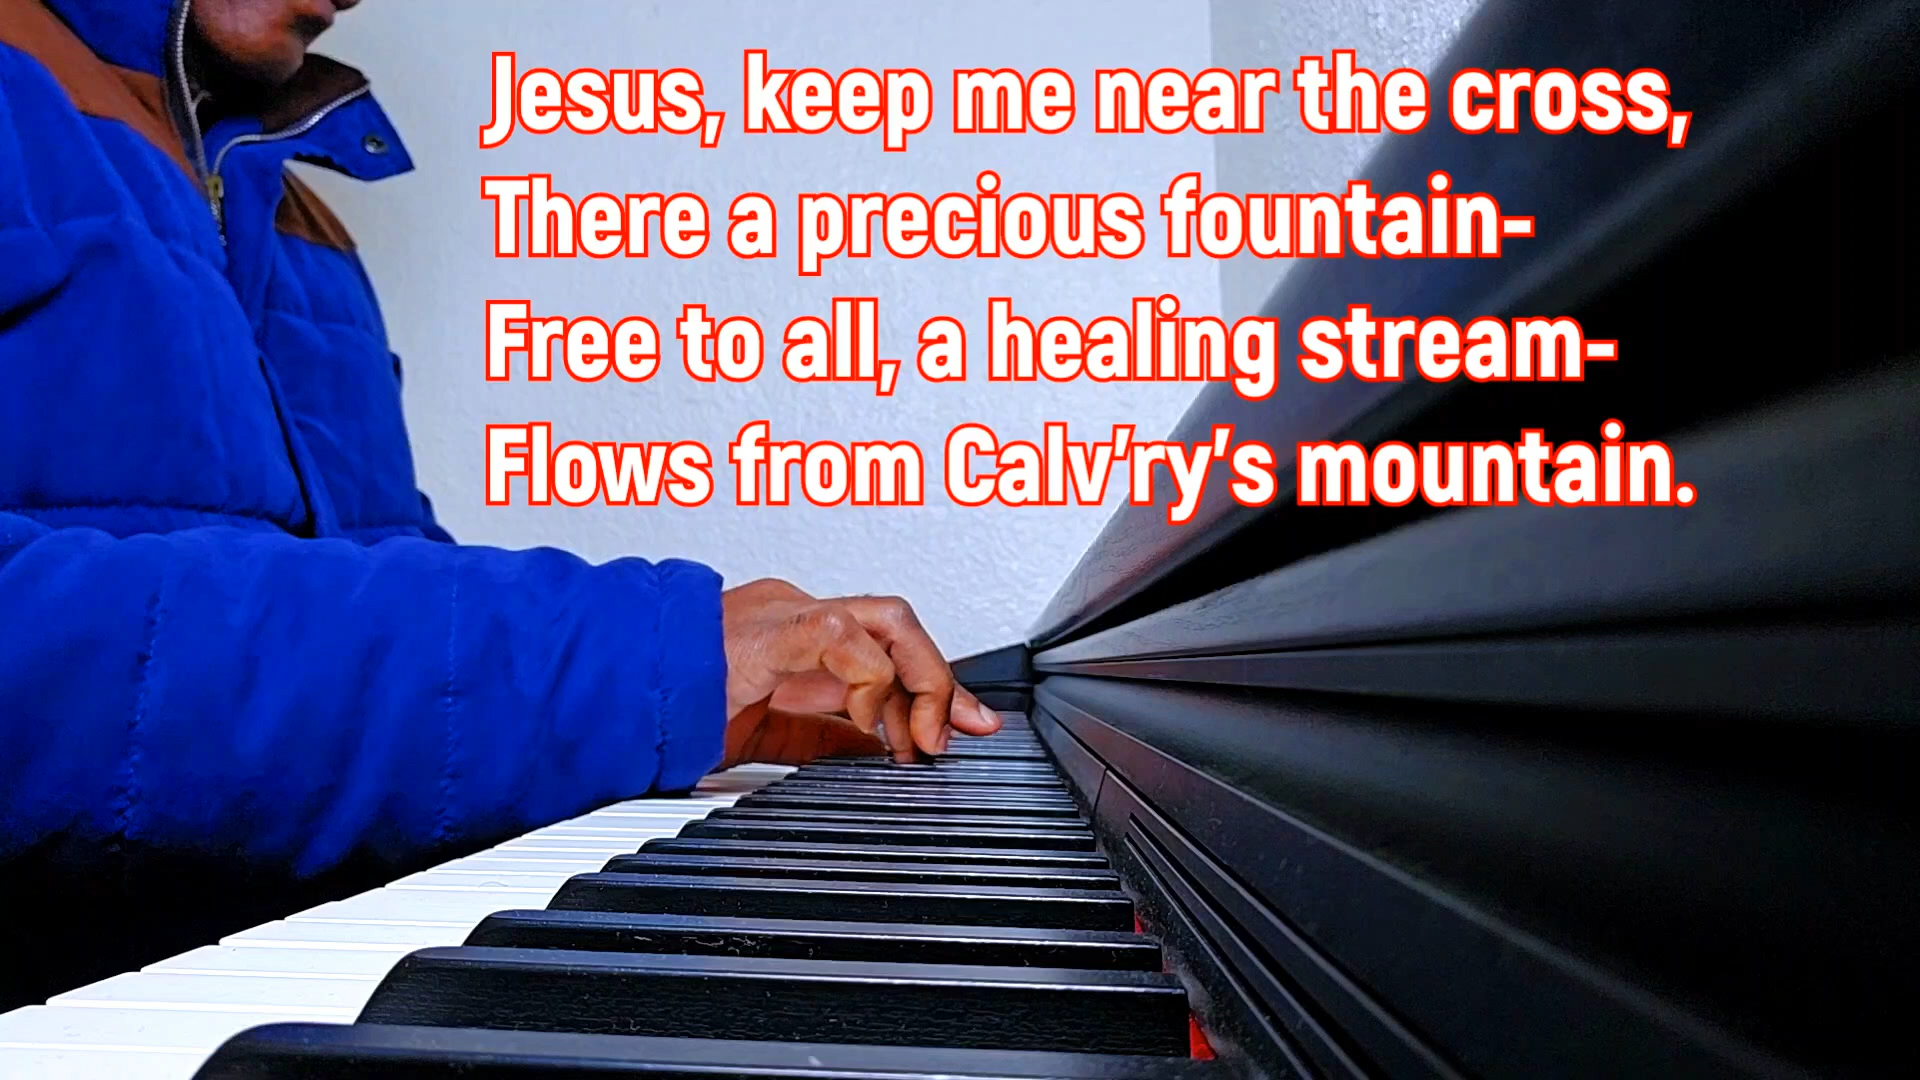 Jesus, keep me near the cross,
There a precious fountain-
Free to all, a healing stream-
Flows from Calv’ry’s mountain.